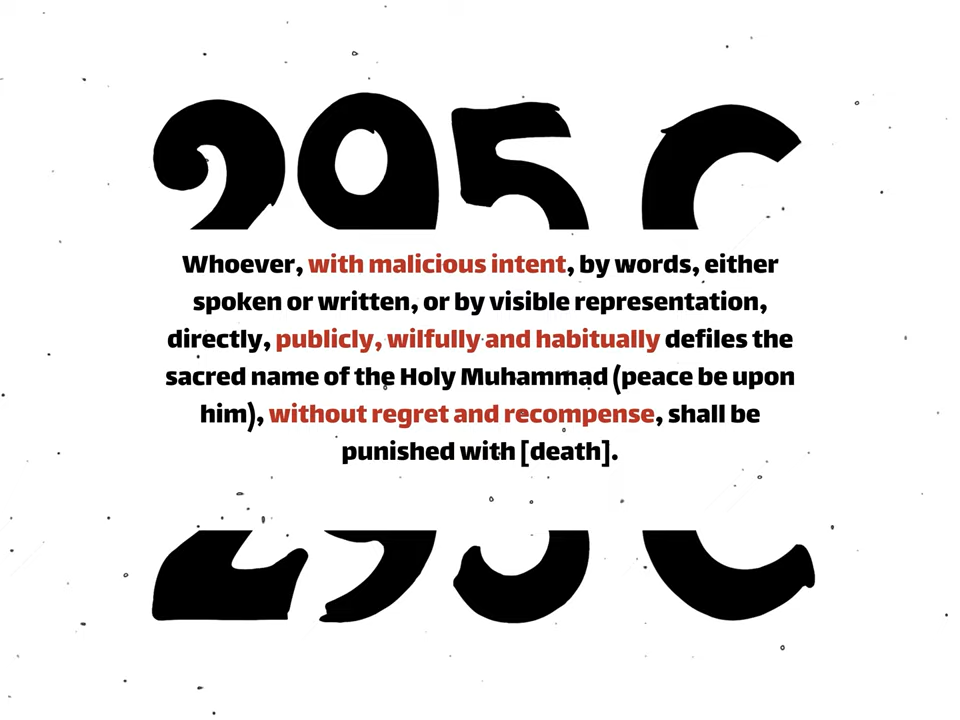 295 C
Whoever, with malicious intent, by words, either
spoken or written, or by visible representation,
directly, publicly, wilfully and habitually defiles the
sacred name of the Holy Muhammad (peace be upon
him), without regret and recompense, shall be
punished with [death].